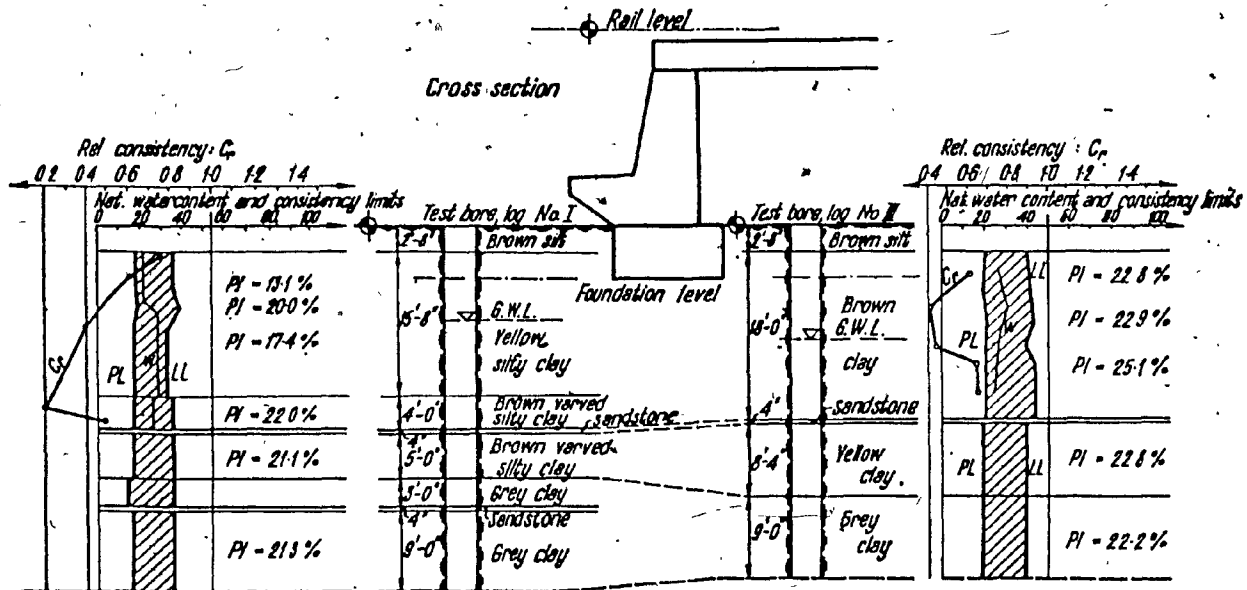 Rail level
Cross section
Rel. consistency : Cr
0.2 0.4 0.6 0.8 1.0 1.2 1.4
Nat. watercontent and consistency limits
0 20 40 60 80 100
PI = 13.1 %
PI = 20.0 %
PI = 17.4 %
Cr
PL
W
LL
PI = 22.0 %
PI = 21.1 %
PI = 21.3 %
Test bore, log No. I
2'-8" Brown silt
15'-8" G.W.L.
Yellow
silty clay
4'-0" Brown varved
silty clay
sandstone
4"
5'-0" Brown varved
silty clay
3'-0" Grey clay
4" Sandstone
9'-0" Grey clay
Foundation level
Test bore, log No II
2'-8" Brown silt
18'-0" Brown
G.W.L.
clay
4" sandstone
8'-4" Yellow
clay
9'-0" Grey
clay
Rel. consistency : Cr
0.4 0.6 0.8 1.0 1.2 1.4
Nat. water content and consistency limits
0 20 40 60 80 100
Cr
LL
W
PL
PI = 22.8 %
PI = 22.9 %
PI = 25.1 %
PL
LL
PI = 22.8 %
PI = 22.2 %